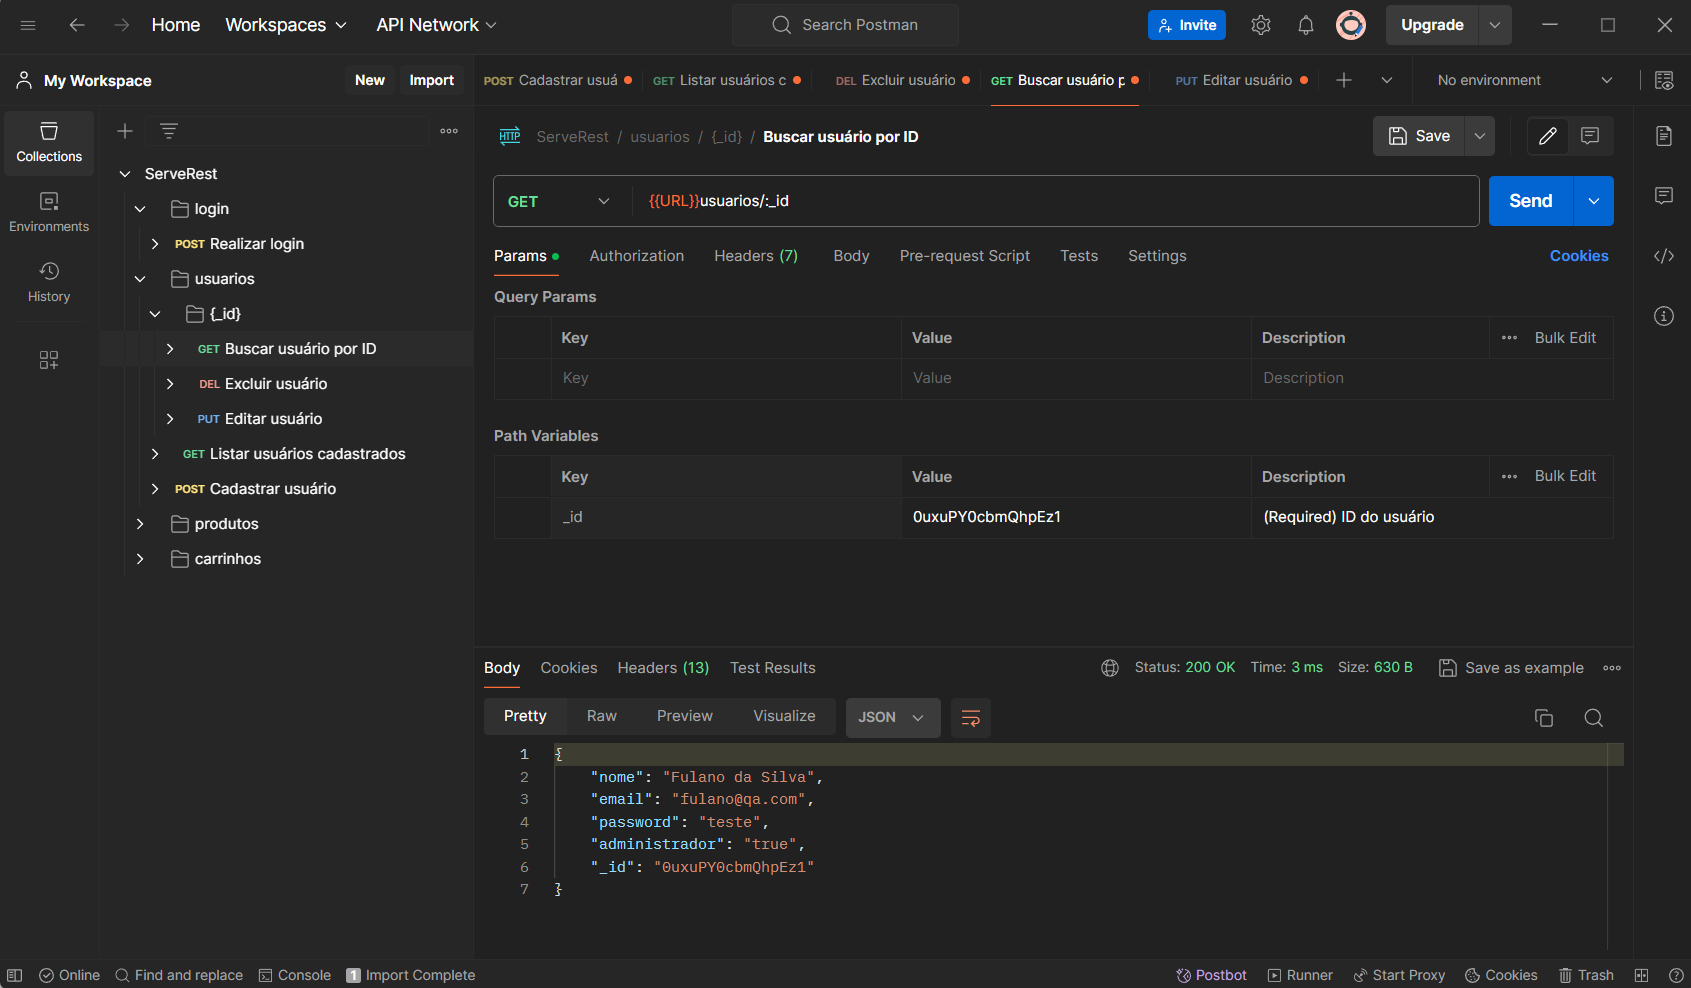 Home Workspaces API Network Search Postman Invite Upgrade
My Workspace New Import POST Cadastrar usuá GET Listar usuários c DEL Excluir usuário GET Buscar usuário p PUT Editar usuário No environment
Collections
Environments
History
ServeRest
login
POST Realizar login
usuarios
{_id}
GET Buscar usuário por ID
DEL Excluir usuário
PUT Editar usuário
GET Listar usuários cadastrados
POST Cadastrar usuário
produtos
carrinhos
HTTP ServeRest / usuarios / {_id} / Buscar usuário por ID Save
GET {{URL}}usuarios/:_id Send
Params Authorization Headers (7) Body Pre-request Script Tests Settings Cookies
Query Params
Key Value Description Bulk Edit
Key Value Description
Path Variables
Key Value Description Bulk Edit
_id 0uxuPY0cbmQhpEz1 (Required) ID do usuário
Body Cookies Headers (13) Test Results Status: 200 OK Time: 3 ms Size: 630 B Save as example
Pretty Raw Preview Visualize JSON
1 {
2 "nome": "Fulano da Silva",
3 "email": "fulano@qa.com",
4 "password": "teste",
5 "administrador": "true",
6 "_id": "0uxuPY0cbmQhpEz1"
7 }
Online Find and replace Console 1 Import Complete Postbot Runner Start Proxy Cookies Trash